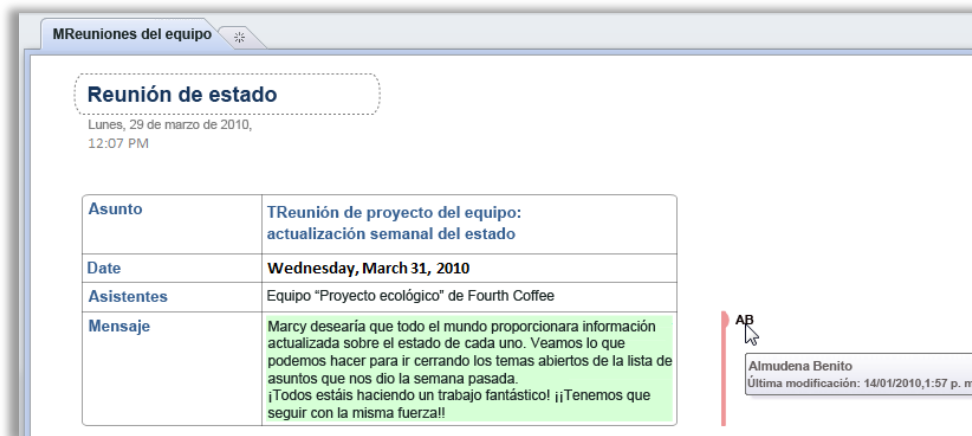 MReuniones del equipo
Reunión de estado
Lunes, 29 de marzo de 2010,
12:07 PM
Asunto
TReunión de proyecto del equipo:
actualización semanal del estado
Date
Wednesday, March 31, 2010
Asistentes
Equipo “Proyecto ecológico” de Fourth Coffee
Mensaje
Marcy desearía que todo el mundo proporcionara información
actualizada sobre el estado de cada uno. Veamos lo que
podemos hacer para ir cerrando los temas abiertos de la lista de
asuntos que nos dio la semana pasada.
¡Todos estáis haciendo un trabajo fantástico! ¡¡Tenemos que
seguir con la misma fuerza!!
AB
Almudena Benito
Última modificación: 14/01/2010,1:57 p. m